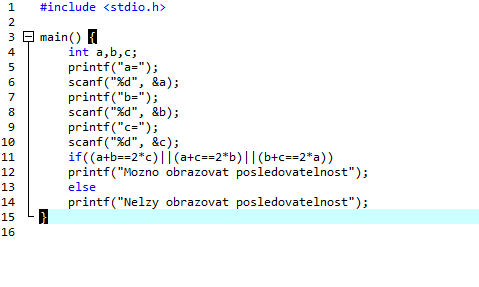 1 #include <stdio.h>
2
3 main() {
4 int a,b,c;
5 printf("a=");
6 scanf("%d", &a);
7 printf("b=");
8 scanf("%d", &b);
9 printf("c=");
10 scanf("%d", &c);
11 if((a+b==2*c)||(a+c==2*b)||(b+c==2*a))
12 printf("Mozno obrazovat posledovatelnost");
13 else
14 printf("Nelzy obrazovat posledovatelnost");
15 }
16